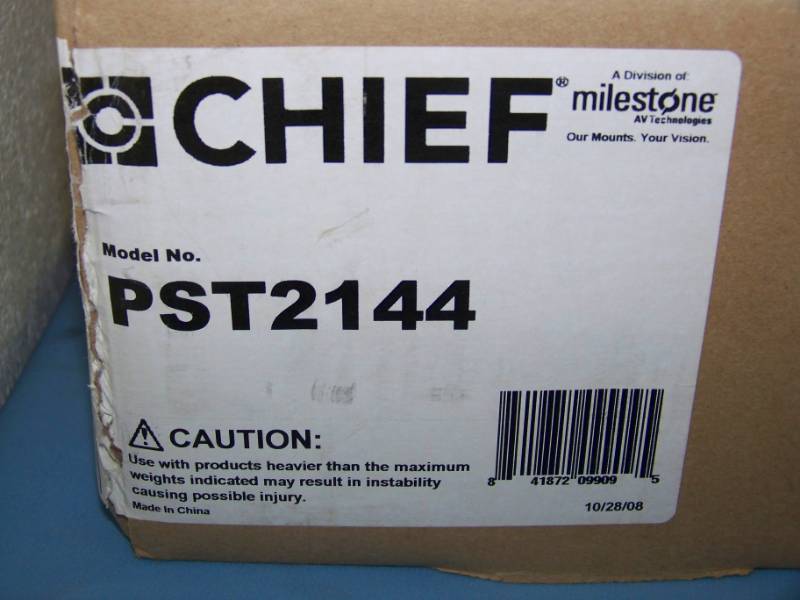 CHIEF®
A Division of:
milestone
AV Technologies
Our Mounts. Your Vision.
Model No.
PST2144
CAUTION:
Use with products heavier than the maximum
weights indicated may result in instability
causing possible injury.
Made In China
8 41872 09909 5
10/28/08